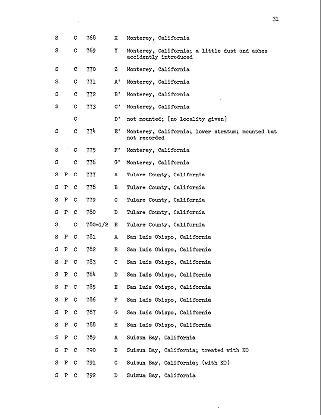 31
S C 768 X Monterey, California
S C 769 Y Monterey, California; a little dust and ashes
accidently introduced
S C 770 Z Monterey, California
S C 771 A' Monterey, California
S C 772 B' Monterey, California
S C 773 C' Monterey, California
C D' not mounted; [no locality given]
S C 774 E' Monterey, California; lower stratum; mounted but
not recorded
S C 775 F' Monterey, California
S C 776 G' Monterey, California
S P C 777 A Tulare County, California
S P C 778 B Tulare County, California
S P C 779 C Tulare County, California
S P C 780 D Tulare County, California
S C 780-1/2 E Tulare County, California
S P C 781 A San Luis Obispo, California
S P C 782 B San Luis Obispo, California
S P C 783 C San Luis Obispo, California
S P C 784 D San Luis Obispo, California
S P C 785 E San Luis Obispo, California
S P C 786 F San Luis Obispo, California
S P C 787 G San Luis Obispo, California
S P C 788 H San Luis Obispo, California
S P C 789 A Suisun Bay, California
S P C 790 B Suisun Bay, California; treated with KO
S P C 791 C Suisun Bay, California; (with KO)
S P C 792 D Suisun Bay, California